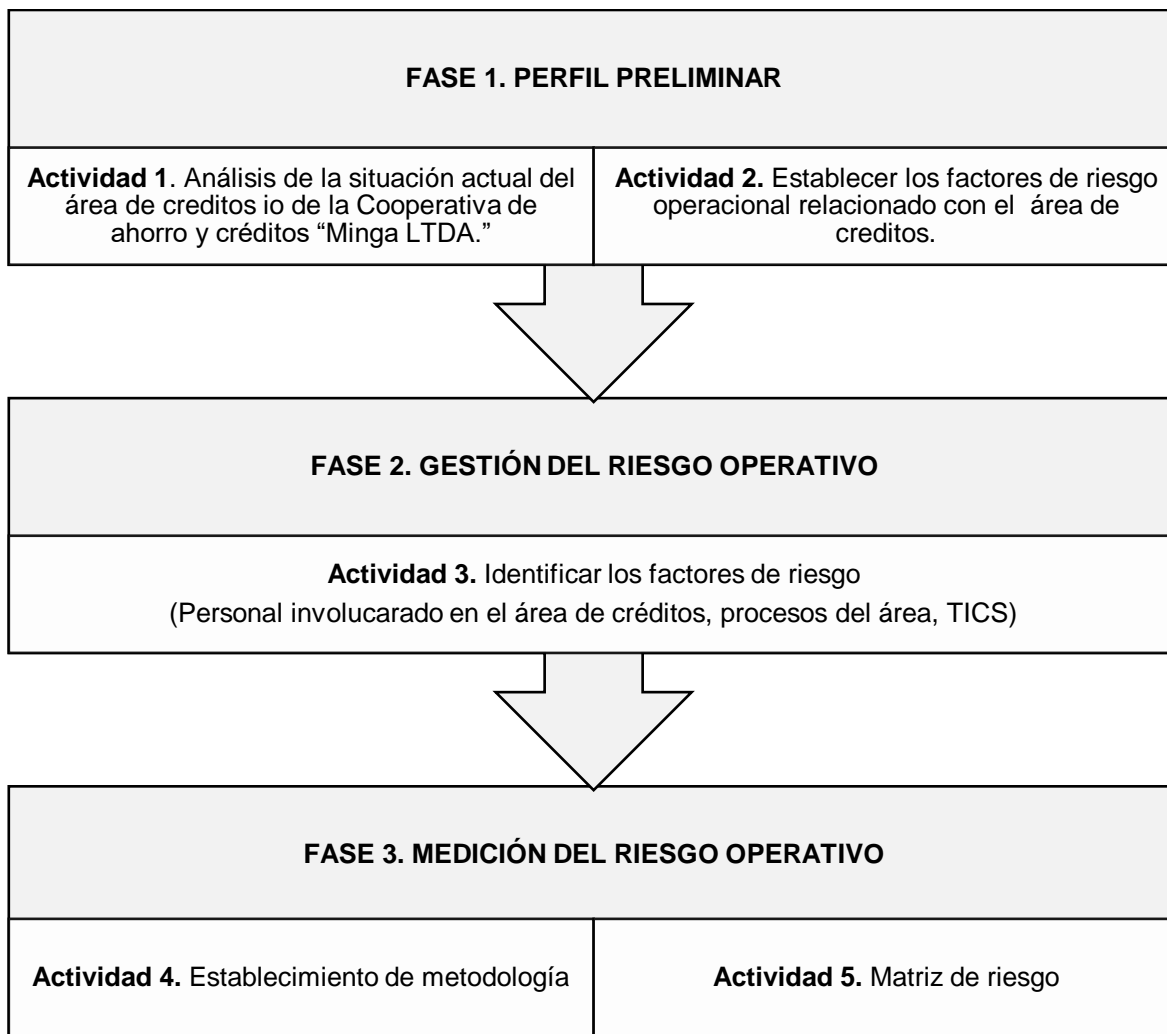 FASE 1. PERFIL PRELIMINAR
Actividad 1. Análisis de la situación actual del
área de creditos io de la Cooperativa de
ahorro y créditos “Minga LTDA.”
Actividad 2. Establecer los factores de riesgo
operacional relacionado con el área de
creditos.
FASE 2. GESTIÓN DEL RIESGO OPERATIVO
Actividad 3. Identificar los factores de riesgo
(Personal involucarado en el área de créditos, procesos del área, TICS)
FASE 3. MEDICIÓN DEL RIESGO OPERATIVO
Actividad 4. Establecimiento de metodología
Actividad 5. Matriz de riesgo